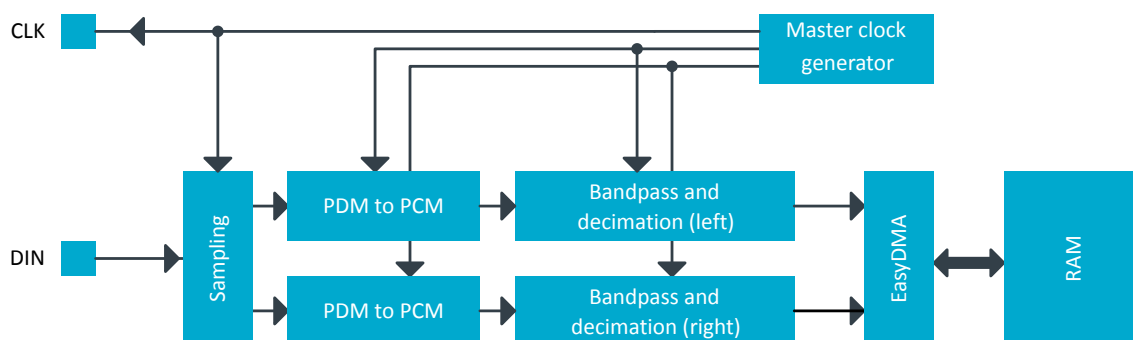 CLK
Master clock
generator
DIN
Sampling
PDM to PCM
Bandpass and
decimation (left)
PDM to PCM
Bandpass and
decimation (right)
EasyDMA
RAM